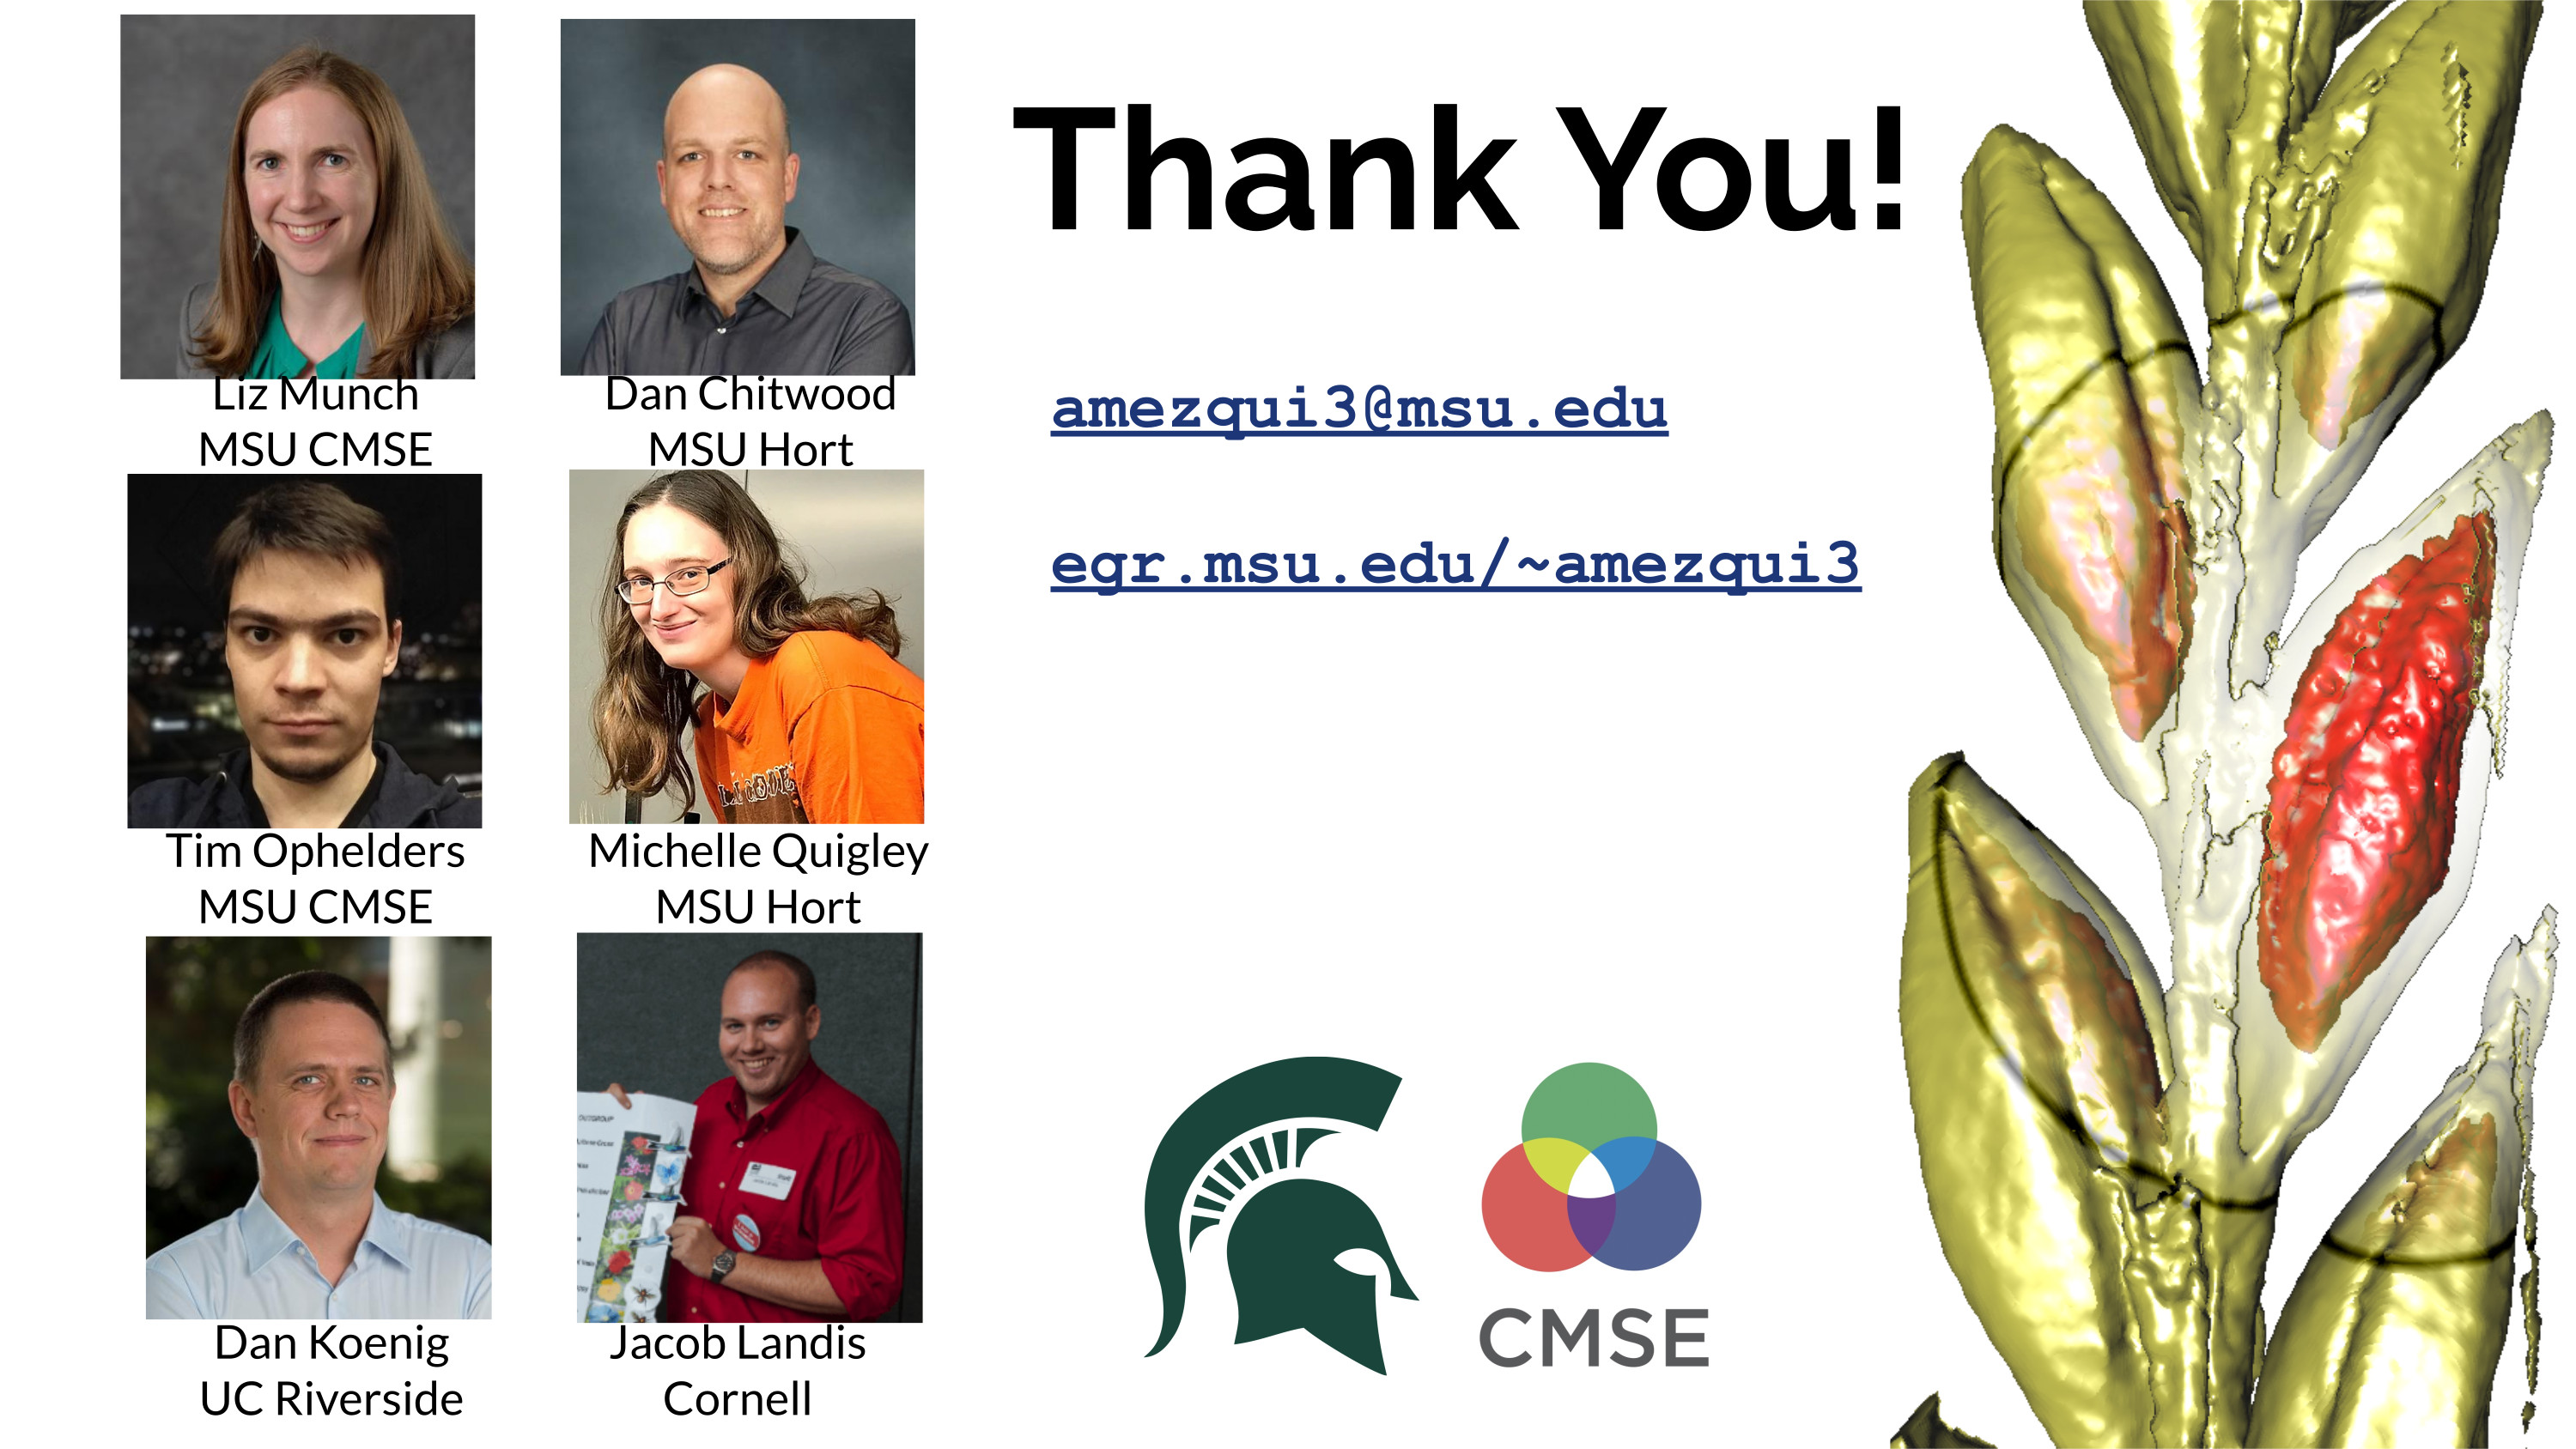 Thank You!
Liz Munch
MSU CMSE
Dan Chitwood
MSU Hort
amezqui3@msu.edu
egr.msu.edu/~amezqui3
Tim Ophelders
MSU CMSE
Michelle Quigley
MSU Hort
Dan Koenig
UC Riverside
Jacob Landis
Cornell
CMSE